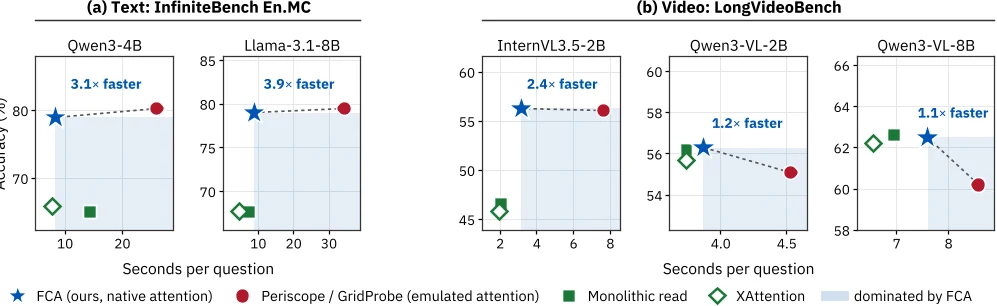 (a) Text: InfiniteBench En.MC
(b) Video: LongVideoBench
Qwen3-4B
Llama-3.1-8B
InternVL3.5-2B
Qwen3-VL-2B
Qwen3-VL-8B
Accuracy (%)
80
70
3.1× faster
10
20
85
80
75
70
3.9× faster
10
20
30
60
55
50
45
2.4× faster
2
4
6
8
60
58
56
54
1.2× faster
4.0
4.5
66
64
62
60
58
1.1× faster
7
8
Seconds per question
Seconds per question
FCA (ours, native attention)
Periscope / GridProbe (emulated attention)
Monolithic read
XAttention
dominated by FCA